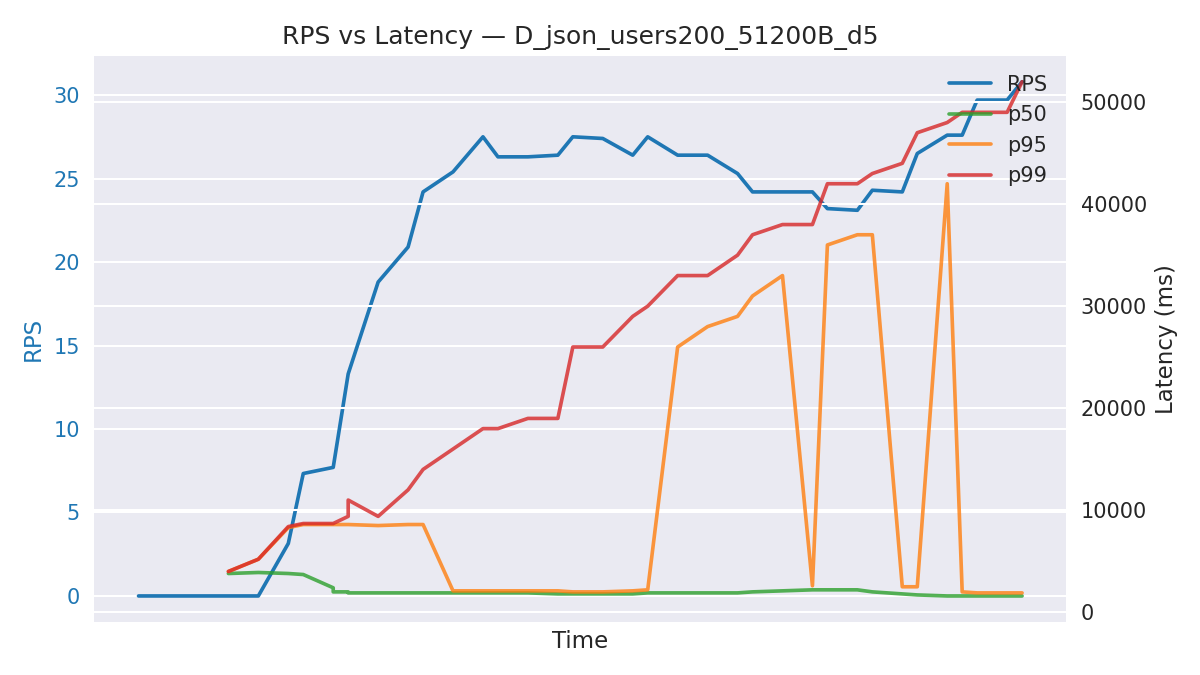 RPS vs Latency — D_json_users200_51200B_d5
RPS
p50
p95
p99
30
25
20
15
10
5
0
RPS
50000
40000
30000
20000
10000
0
Latency (ms)
Time